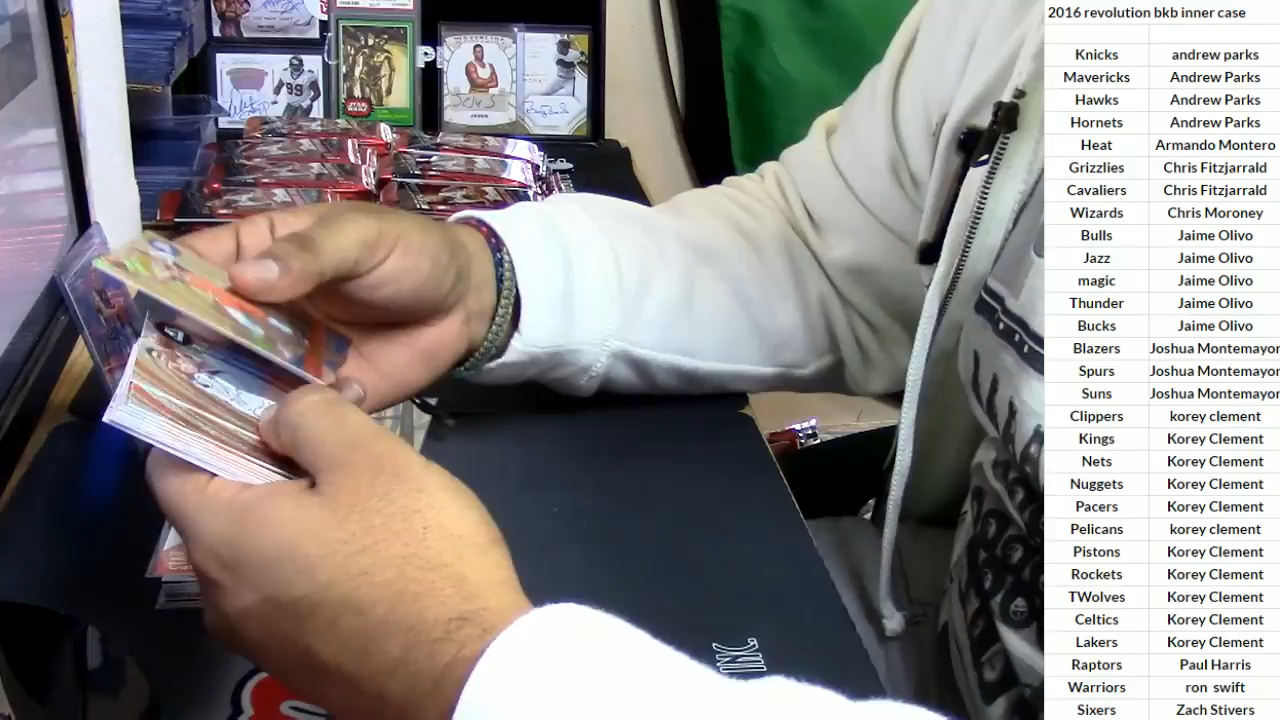 2016 revolution bkb inner case
Knicks andrew parks
Mavericks Andrew Parks
Hawks Andrew Parks
Hornets Andrew Parks
Heat Armando Montero
Grizzlies Chris Fitzjarrald
Cavaliers Chris Fitzjarrald
Wizards Chris Moroney
Bulls Jaime Olivo
Jazz Jaime Olivo
magic Jaime Olivo
Thunder Jaime Olivo
Bucks Jaime Olivo
Blazers Joshua Montemayor
Spurs Joshua Montemayor
Suns Joshua Montemayor
Clippers korey clement
Kings Korey Clement
Nets Korey Clement
Nuggets Korey Clement
Pacers Korey Clement
Pelicans korey clement
Pistons Korey Clement
Rockets Korey Clement
TWolves Korey Clement
Celtics Korey Clement
Lakers Korey Clement
Raptors Paul Harris
Warriors ron swift
Sixers Zach Stivers
99
STAR WARS
INC